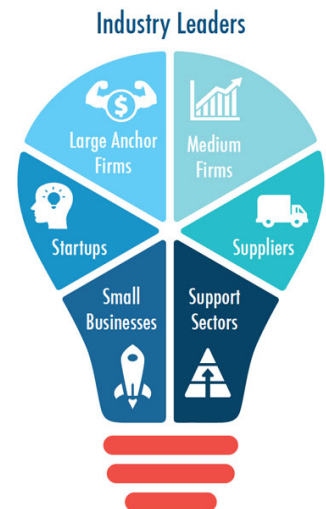 Industry Leaders
$
Large Anchor
Firms
Medium
Firms
Startups
Suppliers
Small
Businesses
Support
Sectors